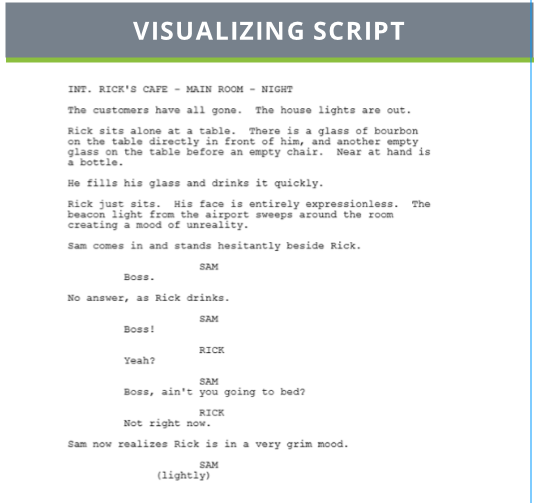 VISUALIZING SCRIPT
INT. RICK'S CAFE - MAIN ROOM - NIGHT
The customers have all gone. The house lights are out.
Rick sits alone at a table. There is a glass of bourbon
on the table directly in front of him, and another empty
glass on the table before an empty chair. Near at hand is
a bottle.
He fills his glass and drinks it quickly.
Rick just sits. His face is entirely expressionless. The
beacon light from the airport sweeps around the room
creating a mood of unreality.
Sam comes in and stands hesitantly beside Rick.
SAM
Boss.
No answer, as Rick drinks.
SAM
Boss!
RICK
Yeah?
SAM
Boss, ain't you going to bed?
RICK
Not right now.
Sam now realizes Rick is in a very grim mood.
SAM
(lightly)